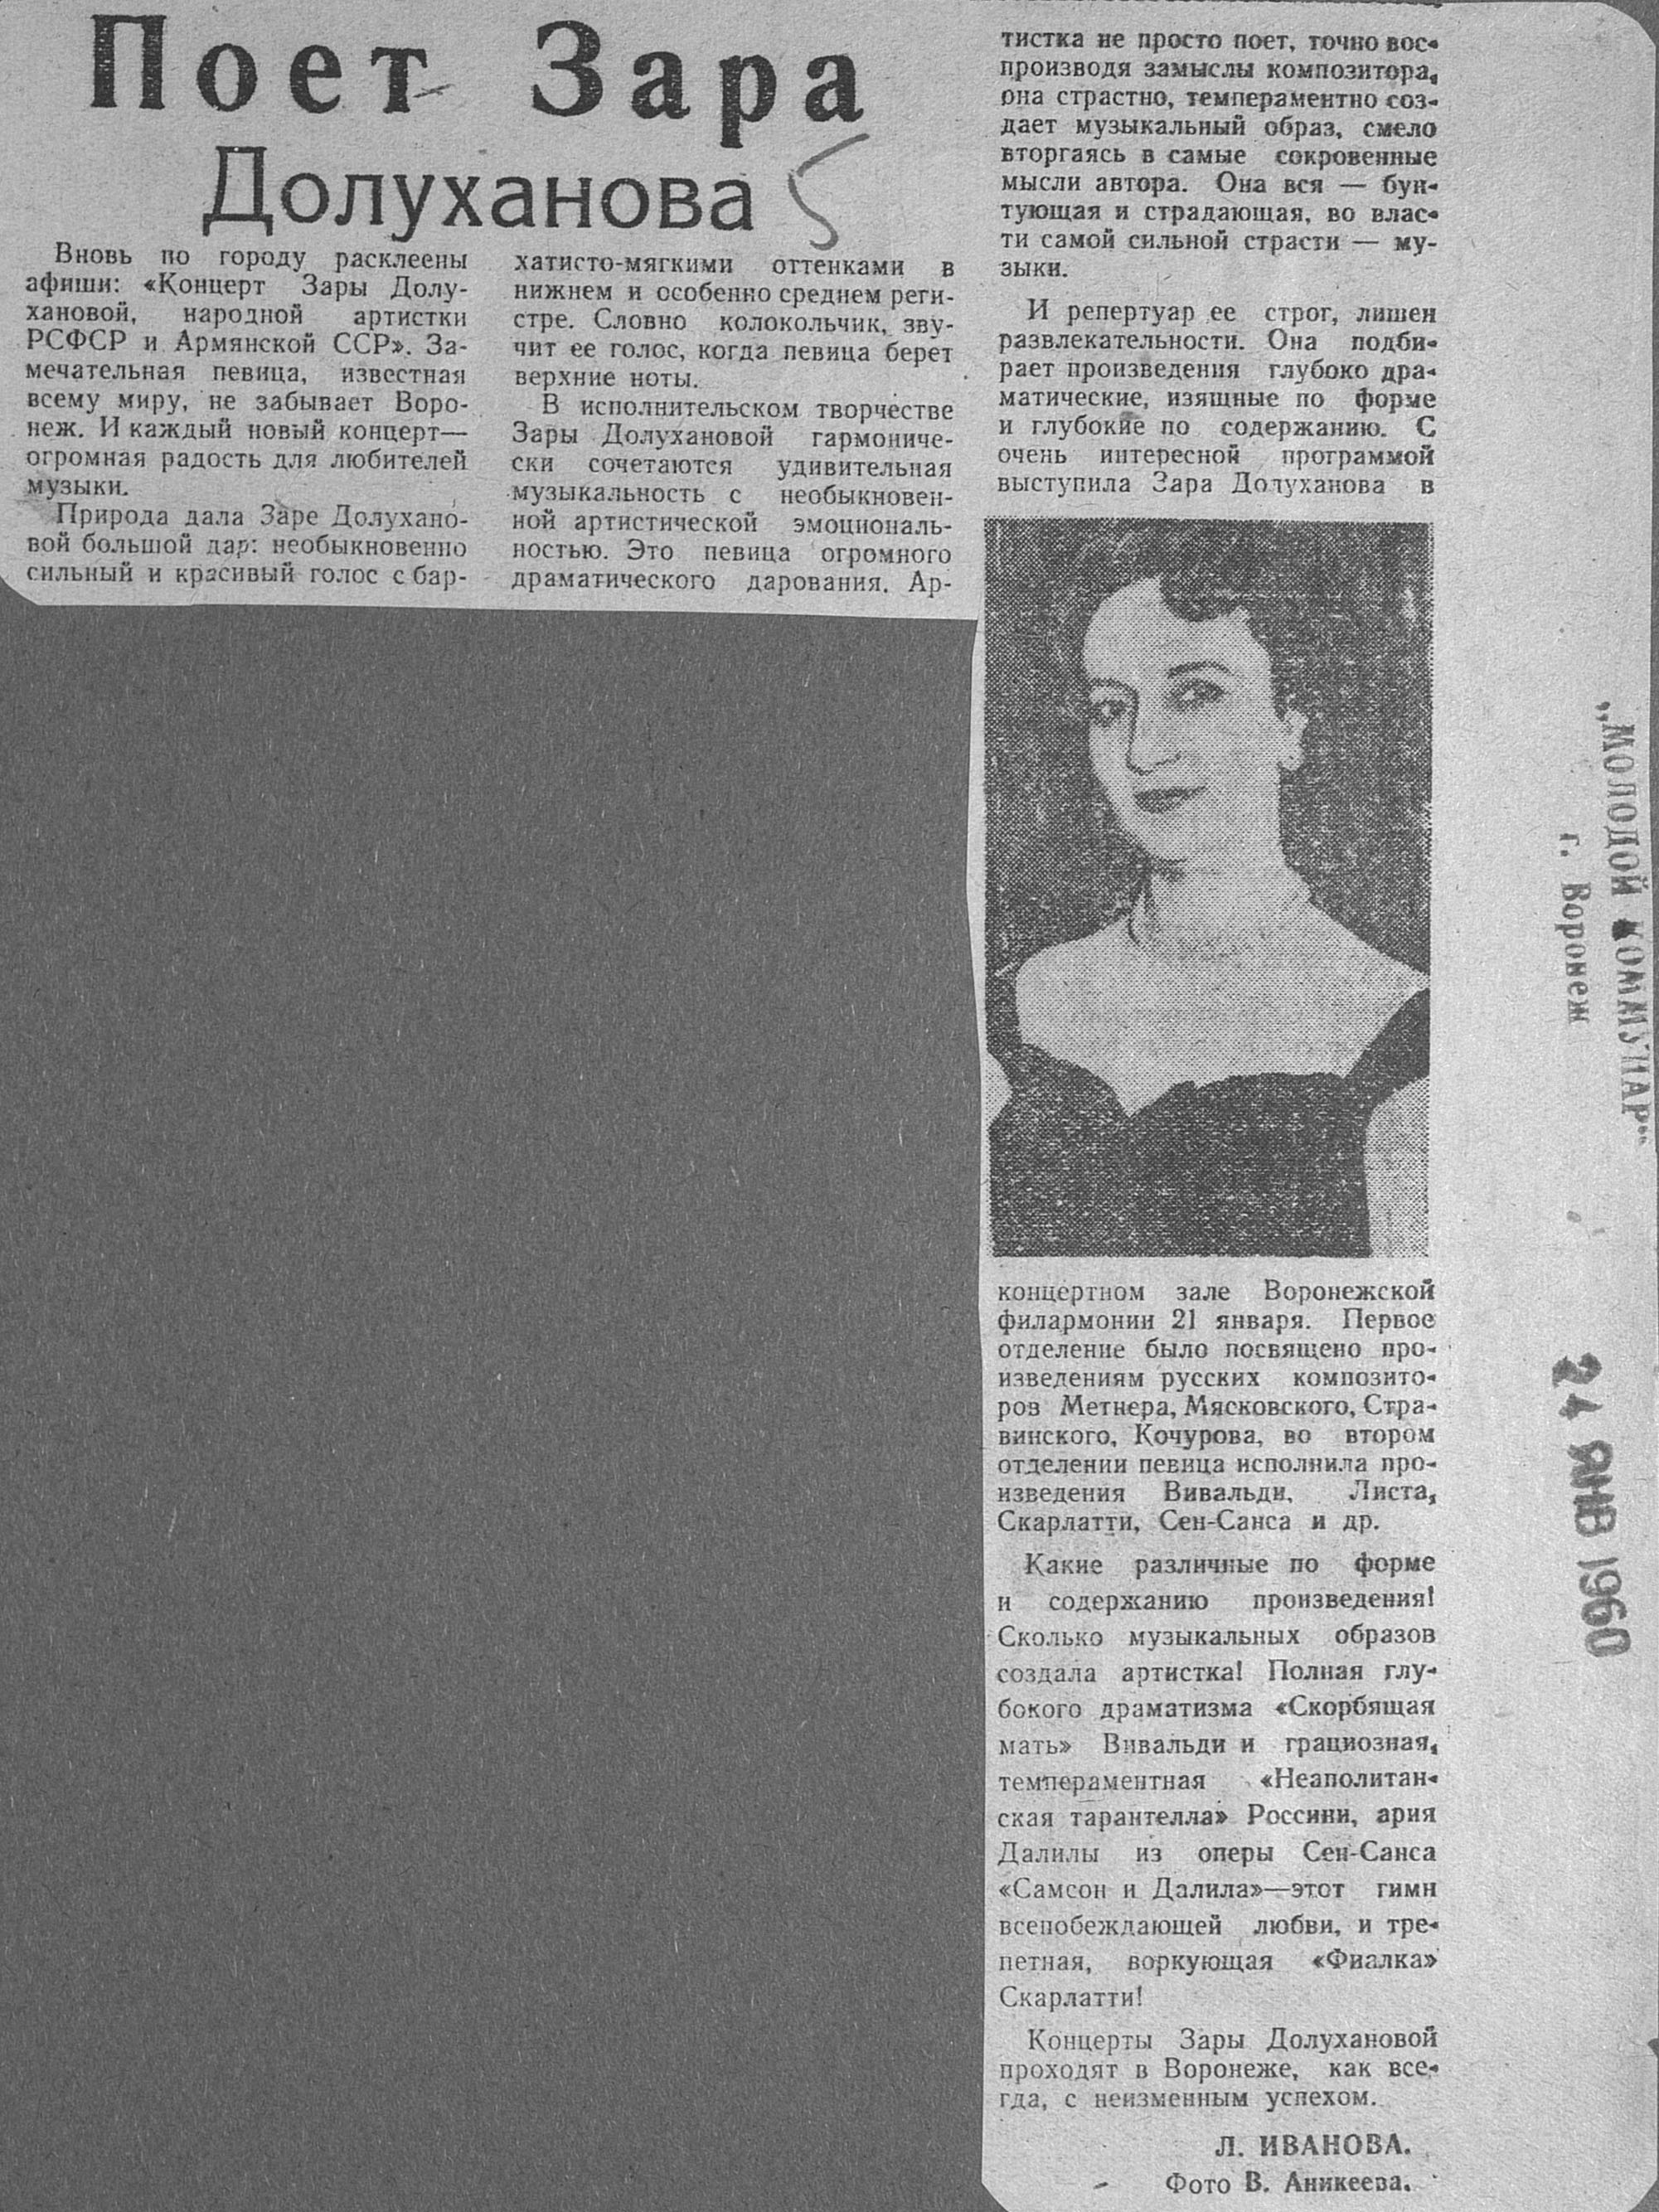 Поет Зара
Долуханова
Вновь по городу расклеены
афиши: «Концерт Зары Долу-
хановой, народной артистки
РСФСР и Армянской ССР». За-
мечательная певица, известная
всему миру, не забывает Воро-
неж. И каждый новый концерт—
огромная радость для любителей
музыки.
Природа дала Заре Долухано-
вой большой дар: необыкновенно
сильный и красивый голос с бар-
хатисто-мягкими оттенками в
нижнем и особенно среднем реги-
стре. Словно колокольчик, зву-
чит ее голос, когда певица берет
верхние ноты.
В исполнительском творчестве
Зары Долухановой гармониче-
ски сочетаются удивительная
музыкальность с необыкновен-
ной артистической эмоциональ-
ностью. Это певица огромного
драматического дарования. Ар-
тистка не просто поет, точно вос-
производя замыслы композитора,
она страстно, темпераментно соз-
дает музыкальный образ, смело
вторгаясь в самые сокровенные
мысли автора. Она вся — бун-
тующая и страдающая, во влас-
ти самой сильной страсти — му-
зыки.
И репертуар ее строг, лишен
развлекательности. Она подби-
рает произведения глубоко дра-
матические, изящные по форме
и глубокие по содержанию. С
очень интересной программой
выступила Зара Долуханова в
концертном зале Воронежской
филармонии 21 января. Первое
отделение было посвящено про-
изведениям русских композито-
ров Метнера, Мясковского, Стра-
винского, Кочурова, во втором
отделении певица исполнила про-
изведения Вивальди, Листа,
Скарлатти, Сен-Санса и др.
Какие различные по форме
и содержанию произведения!
Сколько музыкальных образов
создала артистка! Полная глу-
бокого драматизма «Скорбящая
мать» Вивальди и грациозная,
темпераментная «Неаполитан-
ская тарантелла» Россини, ария
Далилы из оперы Сен-Санса
«Самсон и Далила»—этот гимн
всепобеждающей любви, и тре-
петная, воркующая «Фиалка»
Скарлатти!
Концерты Зары Долухановой
проходят в Воронеже, как все-
гда, с неизменным успехом.
Л. ИВАНОВА.
Фото В. Аникеева.
„МОЛОДОЙ КОММУНАР"
г. Воронеж
24 ЯНВ 1960